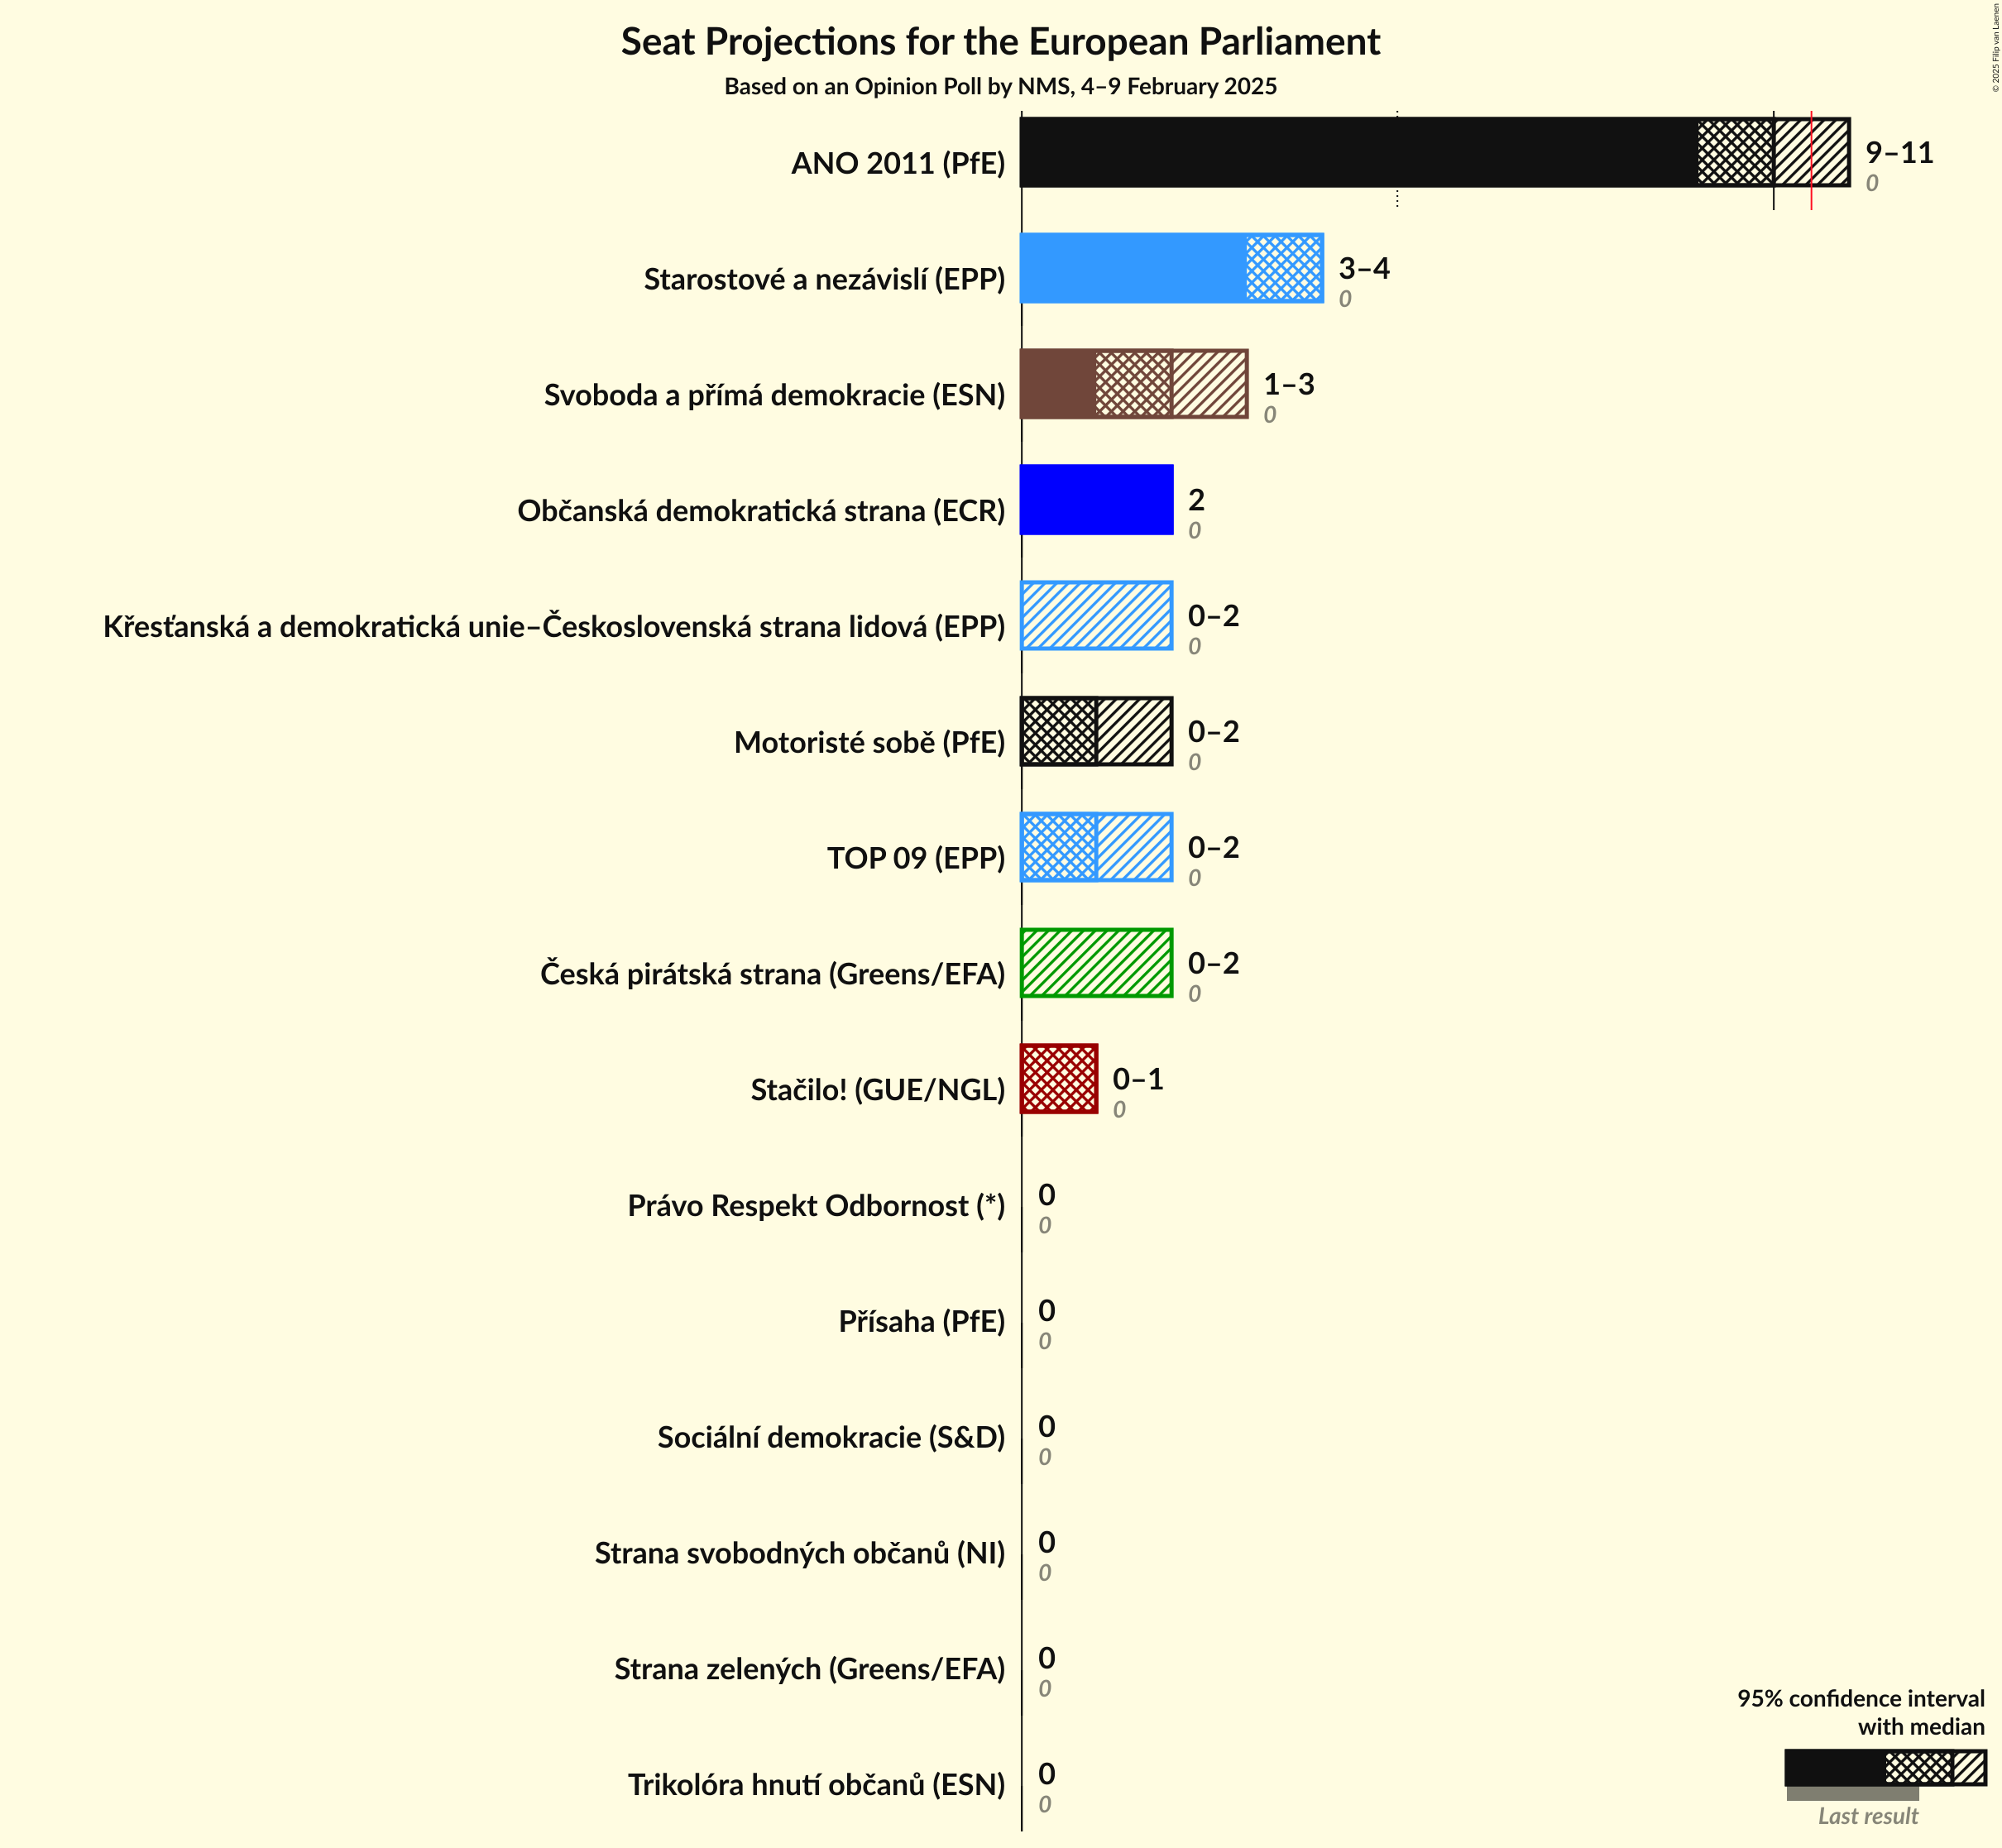 Seat Projections for the European Parliament
Based on an Opinion Poll by NMS, 4–9 February 2025
© 2025 Filip van Laenen
ANO 2011 (PfE)
9–11
0
Starostové a nezávislí (EPP)
3–4
0
Svoboda a přímá demokracie (ESN)
1–3
0
Občanská demokratická strana (ECR)
2
0
Křesťanská a demokratická unie–Československá strana lidová (EPP)
0–2
0
Motoristé sobě (PfE)
0–2
0
TOP 09 (EPP)
0–2
0
Česká pirátská strana (Greens/EFA)
0–2
0
Stačilo! (GUE/NGL)
0–1
0
Právo Respekt Odbornost (*)
0
0
Přísaha (PfE)
0
0
Sociální demokracie (S&D)
0
0
Strana svobodných občanů (NI)
0
0
Strana zelených (Greens/EFA)
0
0
Trikolóra hnutí občanů (ESN)
0
0
95% confidence interval
with median
Last result